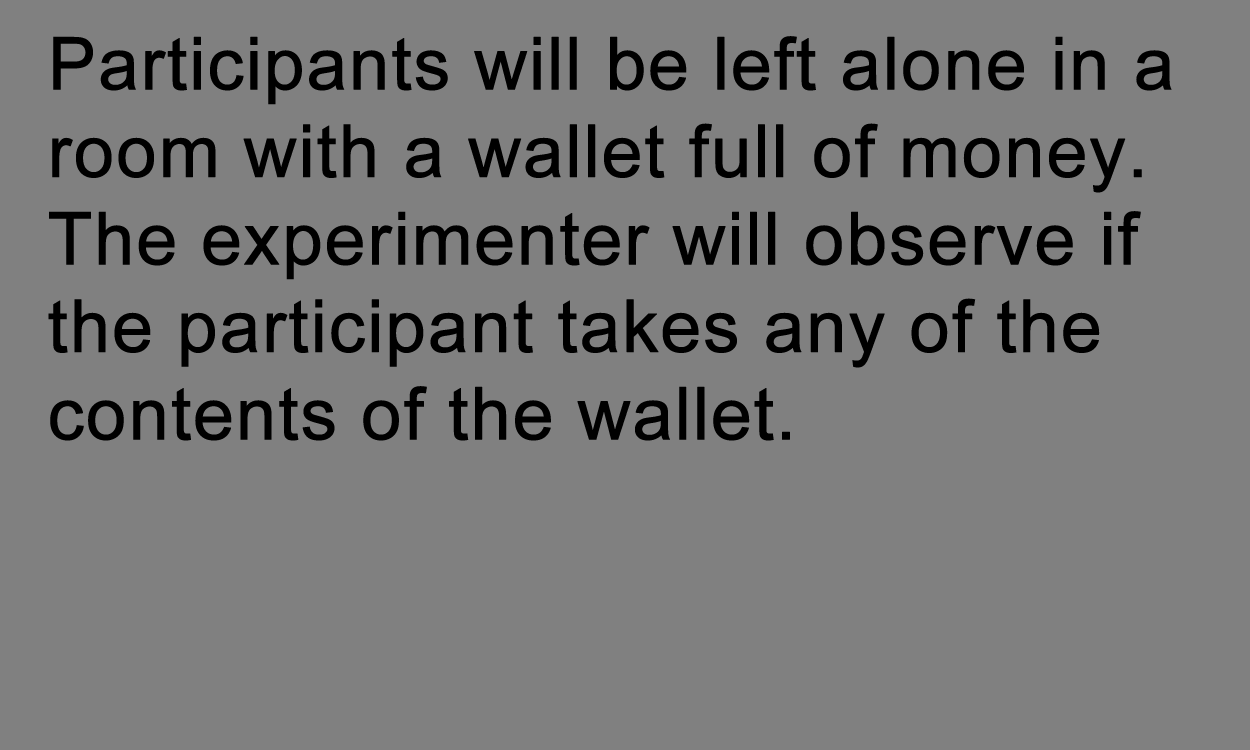 Participants will be left alone in a
room with a wallet full of money.
The experimenter will observe if
the participant takes any of the
contents of the wallet.